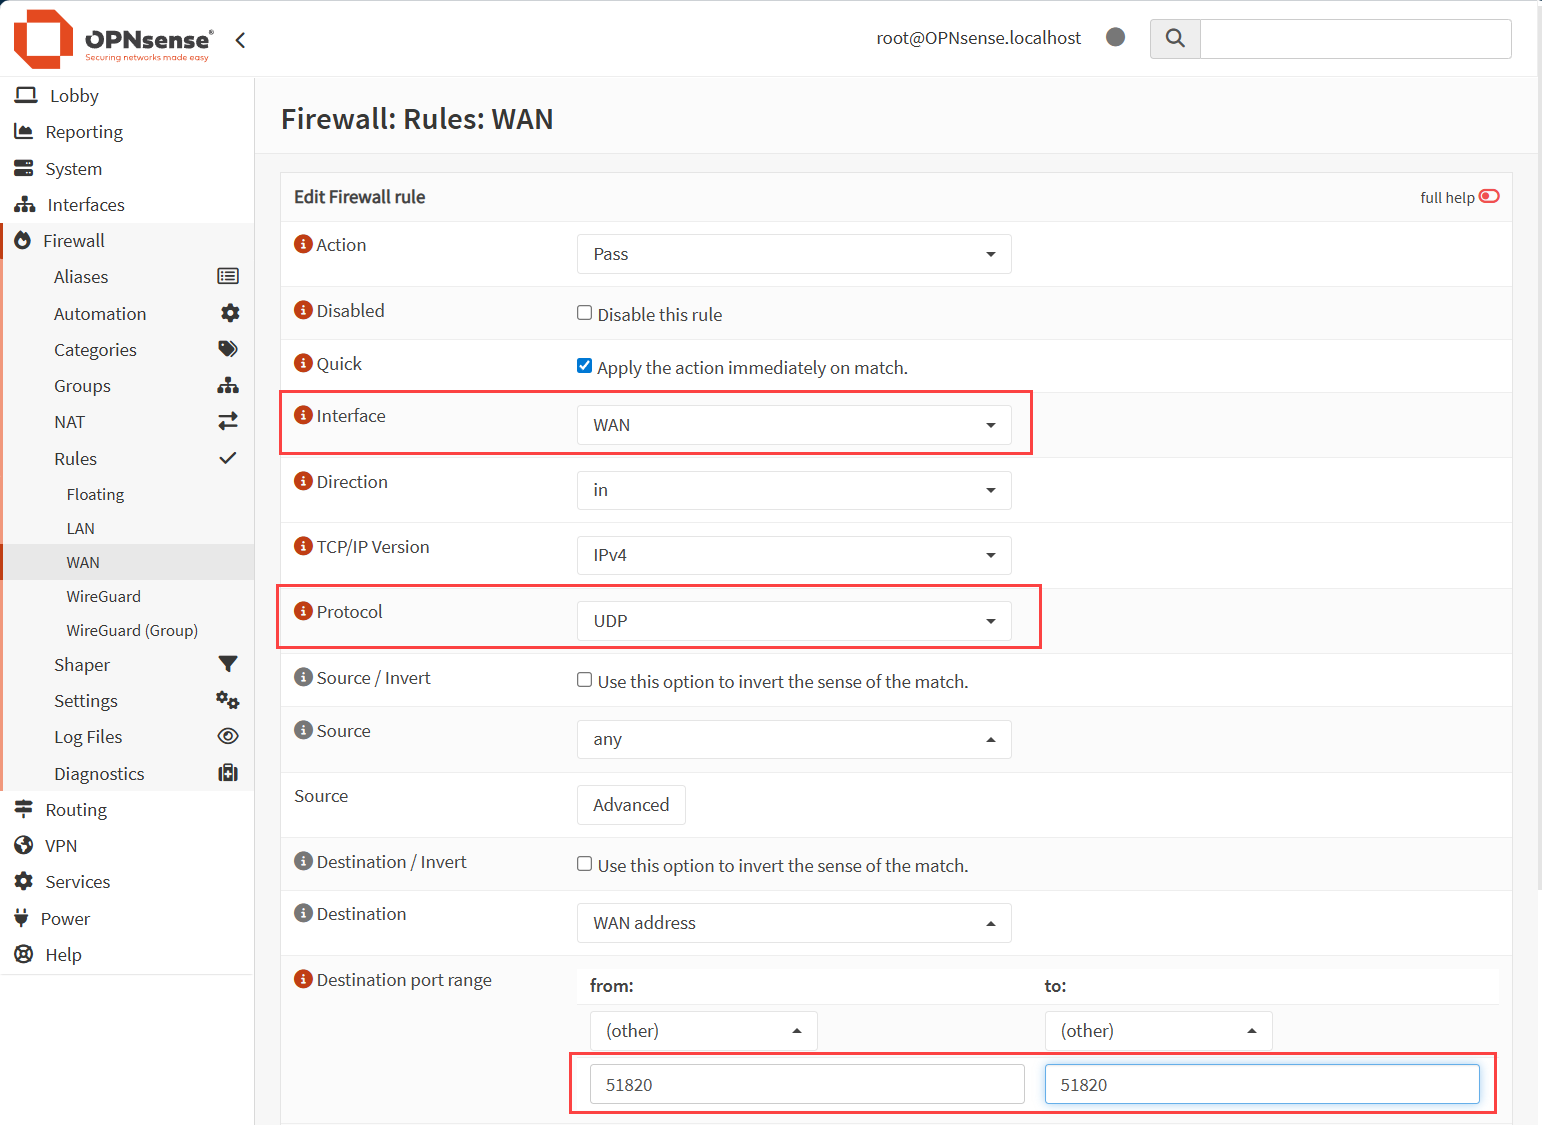 OPNsense®
Securing networks made easy
root@OPNsense.localhost
Lobby
Reporting
System
Interfaces
Firewall
Aliases
Automation
Categories
Groups
NAT
Rules
Floating
LAN
WAN
WireGuard
WireGuard (Group)
Shaper
Settings
Log Files
Diagnostics
Routing
VPN
Services
Power
Help
Firewall: Rules: WAN
Edit Firewall rule full help
Action Pass
Disabled Disable this rule
Quick Apply the action immediately on match.
Interface WAN
Direction in
TCP/IP Version IPv4
Protocol UDP
Source / Invert Use this option to invert the sense of the match.
Source any
Source Advanced
Destination / Invert Use this option to invert the sense of the match.
Destination WAN address
Destination port range from: to:
(other) (other)
51820 51820